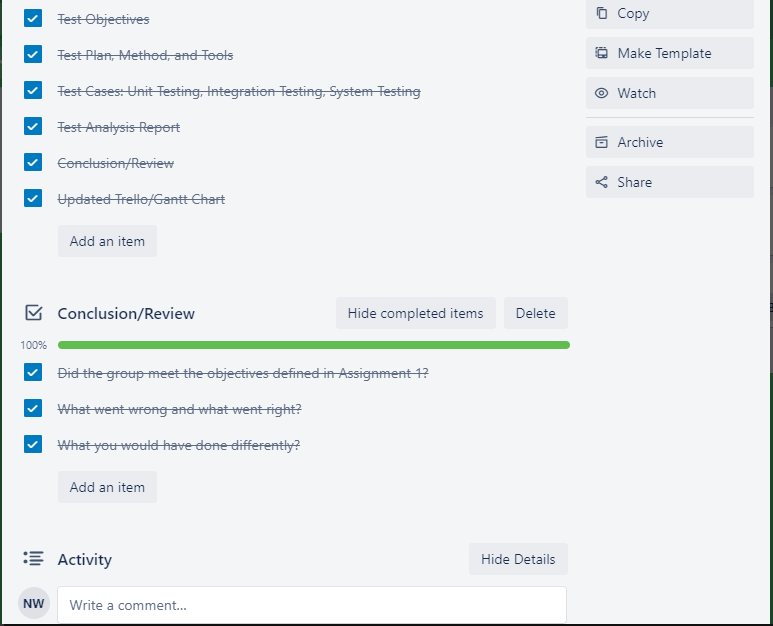 Test Objectives
Test Plan, Method, and Tools
Test Cases: Unit Testing, Integration Testing, System Testing
Test Analysis Report
Conclusion/Review
Updated Trello/Gantt Chart
Add an item
Conclusion/Review
Hide completed items
Delete
100%
Did the group meet the objectives defined in Assignment 1?
What went wrong and what went right?
What you would have done differently?
Add an item
Activity
Hide Details
NW
Write a comment...
Copy
Make Template
Watch
Archive
Share